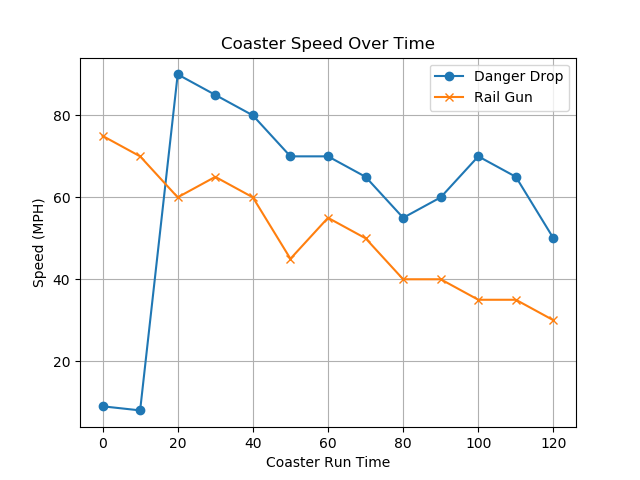 Coaster Speed Over Time
Danger Drop
Rail Gun
Speed (MPH)
80
60
40
20
0 20 40 60 80 100 120
Coaster Run Time